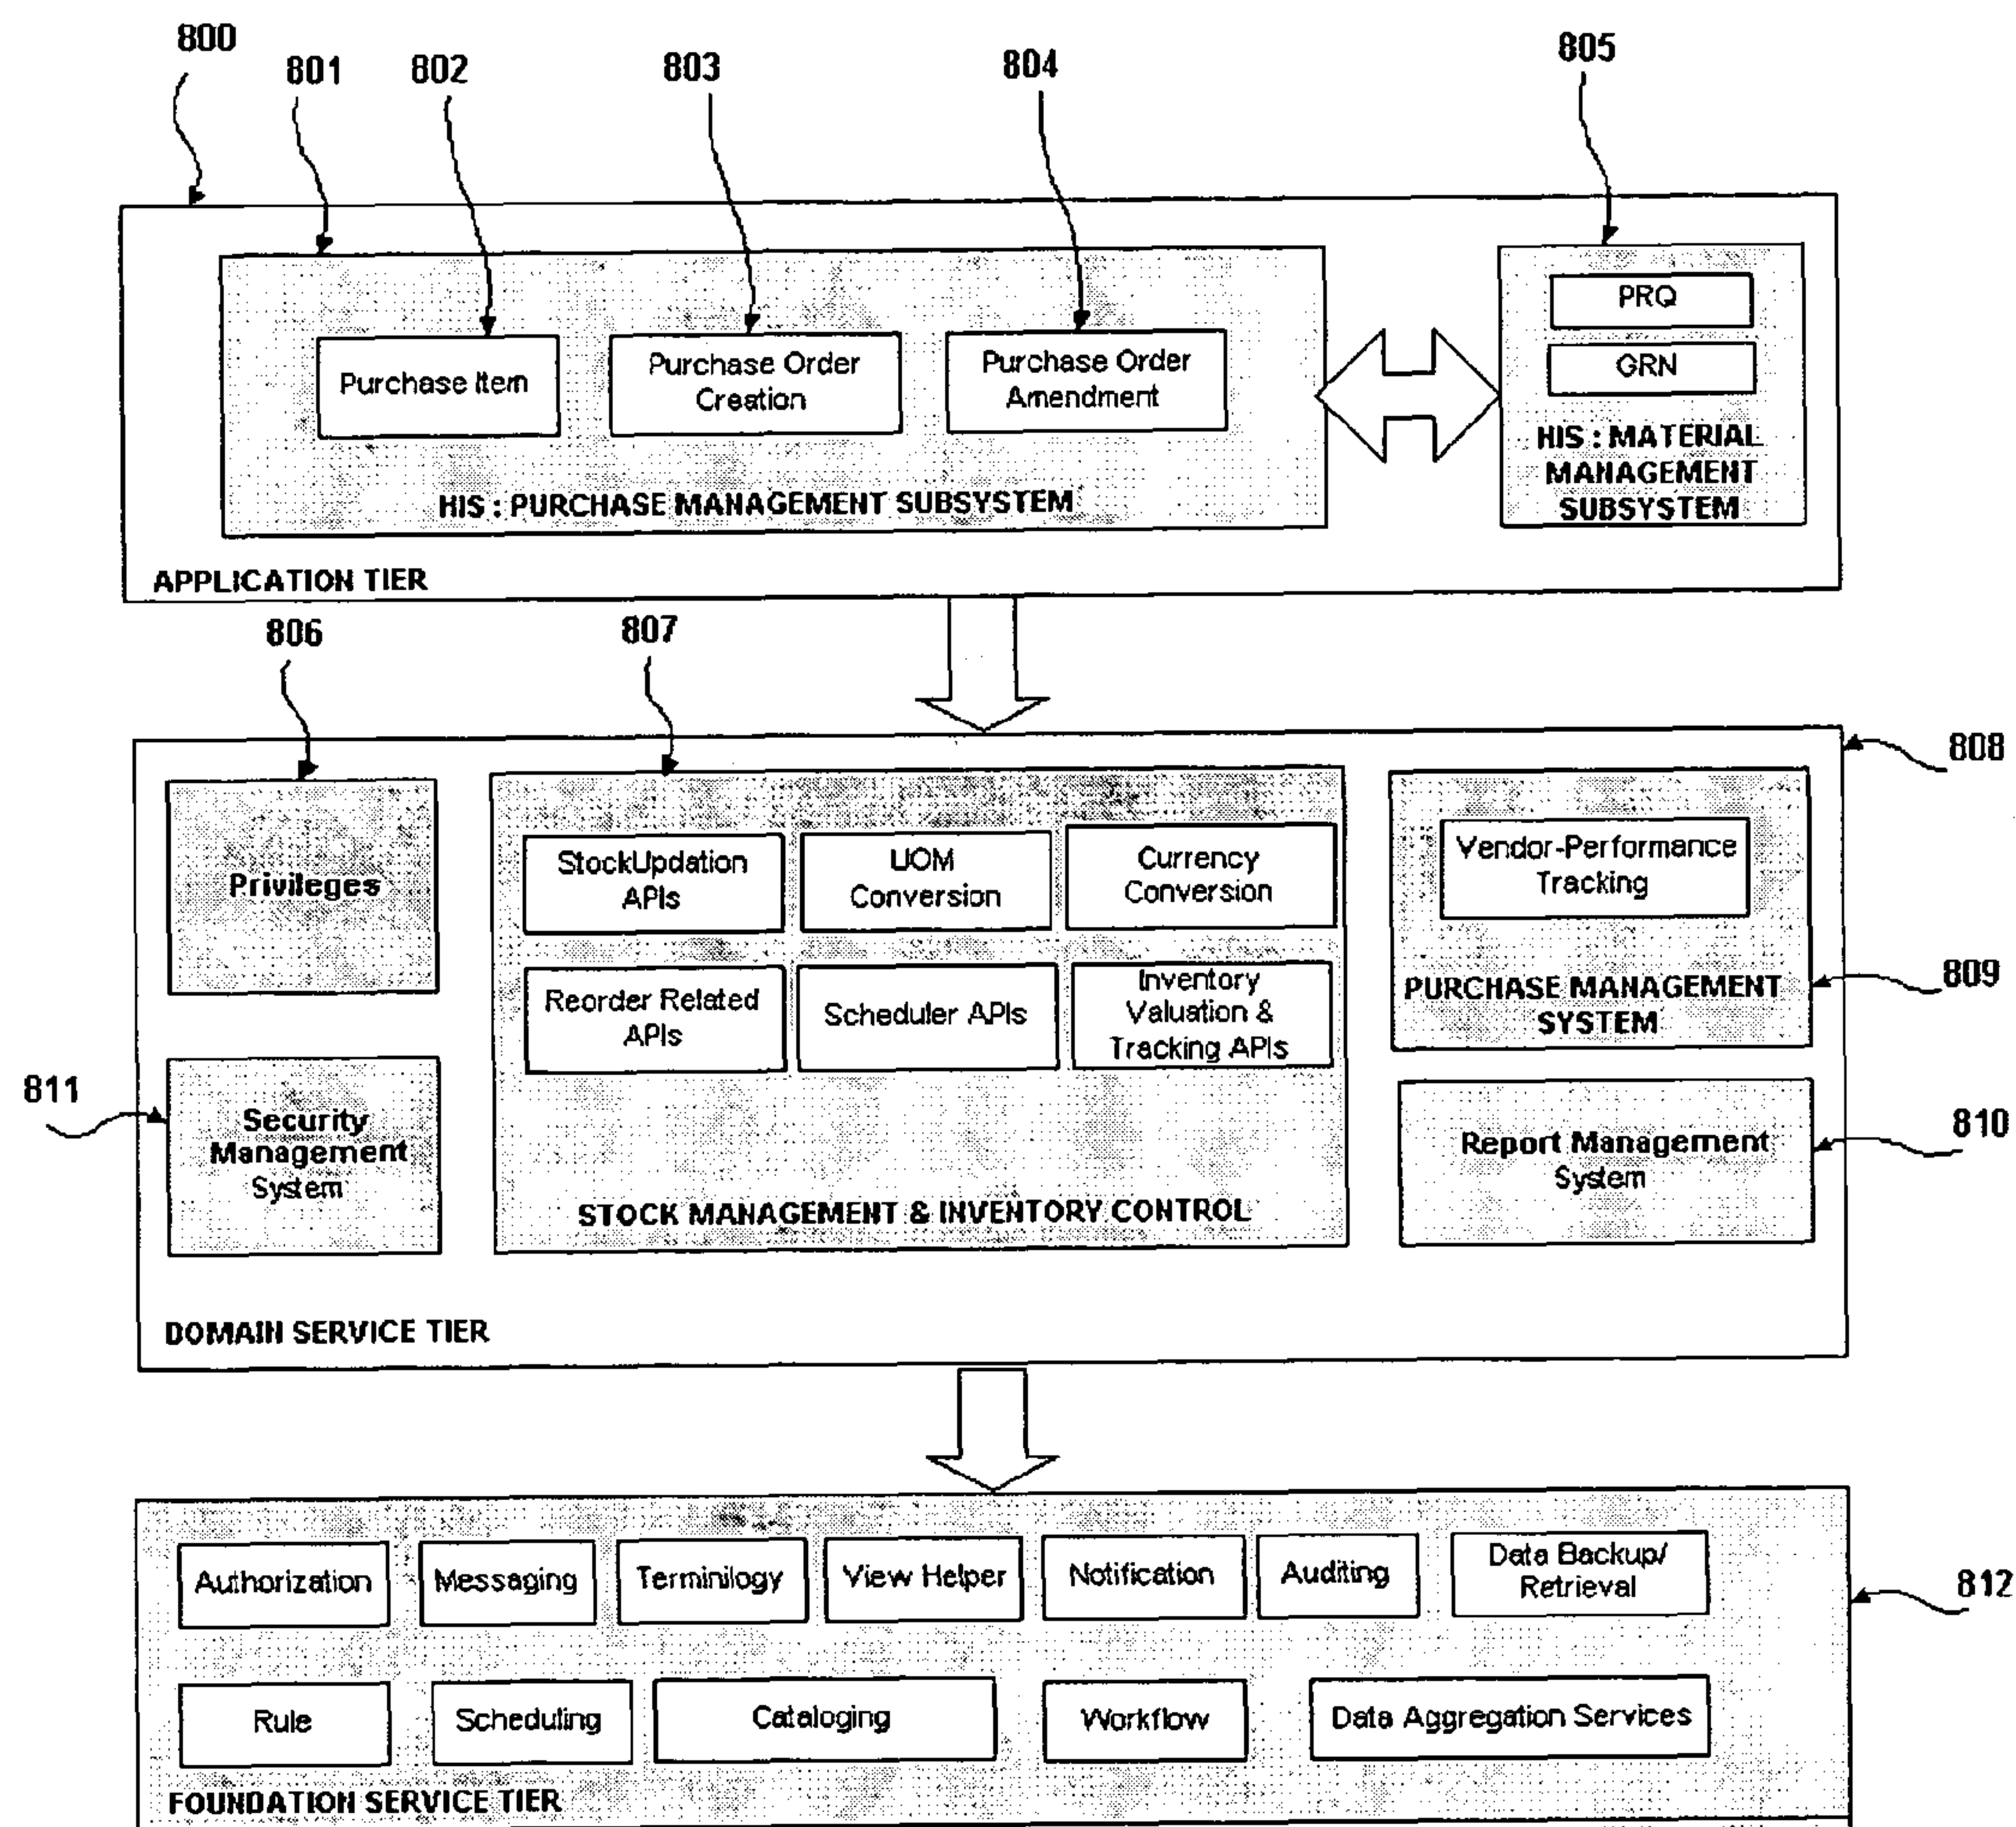 800
801
802
803
804
805
Purchase Item
Purchase Order
Creation
Purchase Order
Amendment
HIS : PURCHASE MANAGEMENT SUBSYSTEM
PRQ
GRN
HIS : MATERIAL
MANAGEMENT
SUBSYSTEM
APPLICATION TIER
806
807
808
Privileges
StockUpdation
APIs
UOM
Conversion
Currency
Conversion
Reorder Related
APIs
Scheduler APIs
Inventory
Valuation &
Tracking APIs
STOCK MANAGEMENT & INVENTORY CONTROL
Vendor-Performance
Tracking
PURCHASE MANAGEMENT
SYSTEM
809
811
Security
Management
System
Report Management
System
810
DOMAIN SERVICE TIER
Authorization
Messaging
Terminilogy
View Helper
Notification
Auditing
Data Backup/
Retrieval
812
Rule
Scheduling
Cataloging
Workflow
Data Aggregation Services
FOUNDATION SERVICE TIER